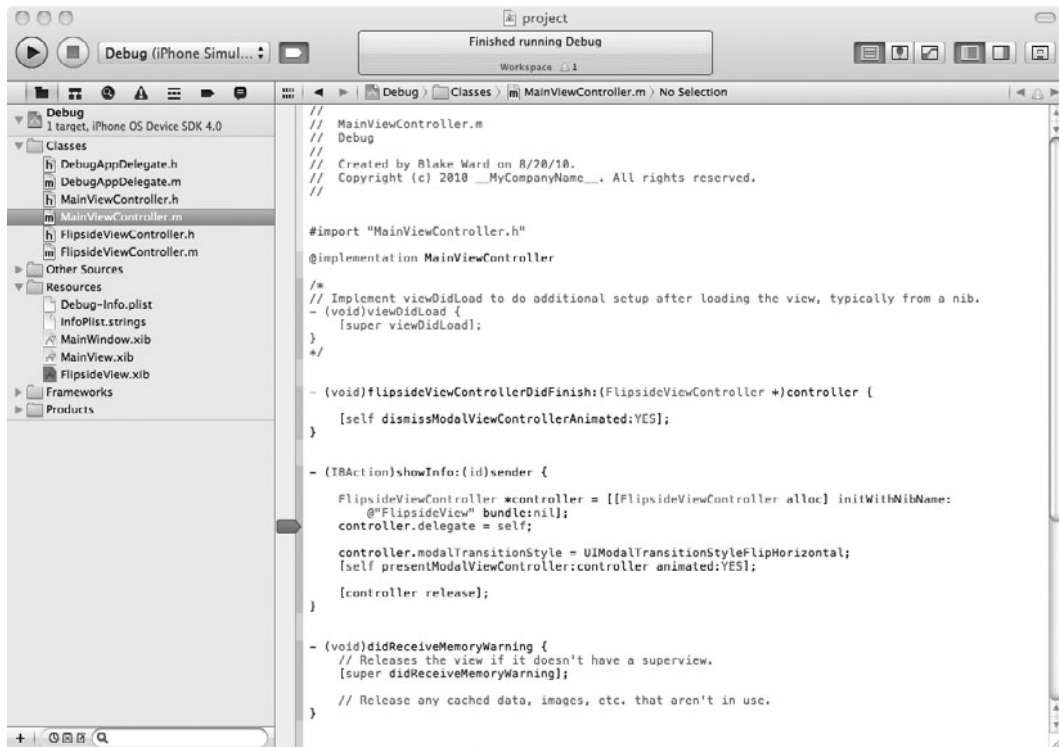 project
Debug (iPhone Simul...
Finished running Debug
Workspace 1
Debug
Classes
MainViewController.m
No Selection
Debug
1 target, iPhone OS Device SDK 4.0
Classes
h DebugAppDelegate.h
m DebugAppDelegate.m
h MainViewController.h
m MainViewController.m
h FlipsideViewController.h
m FlipsideViewController.m
Other Sources
Resources
Debug-Info.plist
InfoPlist.strings
MainWindow.xib
MainView.xib
FlipsideView.xib
Frameworks
Products
//
//  MainViewController.m
//  Debug
//
//  Created by Blake Ward on 8/20/10.
//  Copyright (c) 2010 __MyCompanyName__. All rights reserved.
//
#import "MainViewController.h"
@implementation MainViewController
/*
// Implement viewDidLoad to do additional setup after loading the view, typically from a nib.
- (void)viewDidLoad {
    [super viewDidLoad];
}
*/
- (void)flipsideViewControllerDidFinish:(FlipsideViewController *)controller {
    [self dismissModalViewControllerAnimated:YES];
}
- (IBAction)showInfo:(id)sender {
    FlipsideViewController *controller = [[FlipsideViewController alloc] initWithNibName:
        @"FlipsideView" bundle:nil];
    controller.delegate = self;
    controller.modalTransitionStyle = UIModalTransitionStyleFlipHorizontal;
    [self presentModalViewController:controller animated:YES];
    [controller release];
}
- (void)didReceiveMemoryWarning {
    // Releases the view if it doesn't have a superview.
    [super didReceiveMemoryWarning];
    // Release any cached data, images, etc. that aren't in use.
}